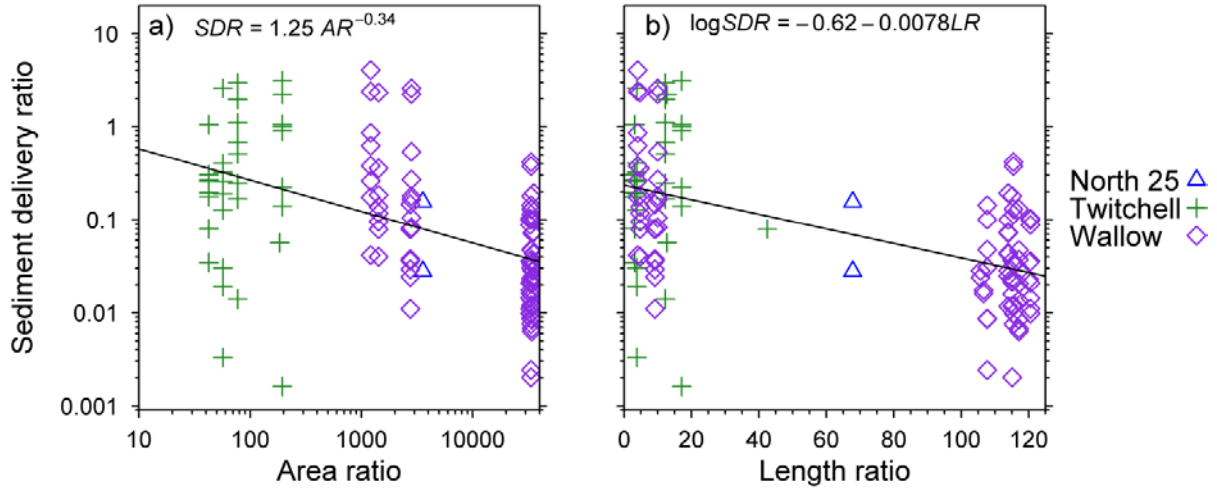 a) SDR = 1.25 AR^−0.34
b) logSDR = −0.62 − 0.0078LR
Sediment delivery ratio
10
1
0.1
0.01
0.001
10 100 1000 10000
Area ratio
0 20 40 60 80 100 120
Length ratio
North 25
Twitchell
Wallow